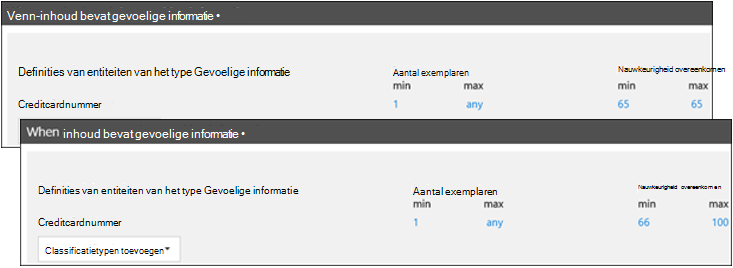 Venn-inhoud bevat gevoelige informatie •
Definities van entiteiten van het type Gevoelige informatie
Aantal exemplaren
Nauwkeurigheid overeenkomen
min max min max
Creditcardnummer 1 any 65 65
When inhoud bevat gevoelige informatie •
Definities van entiteiten van het type Gevoelige informatie
Aantal exemplaren
Nauwkeurigheid overeenkomen
min max min max
Creditcardnummer 1 any 66 100
Classificatietypen toevoegen